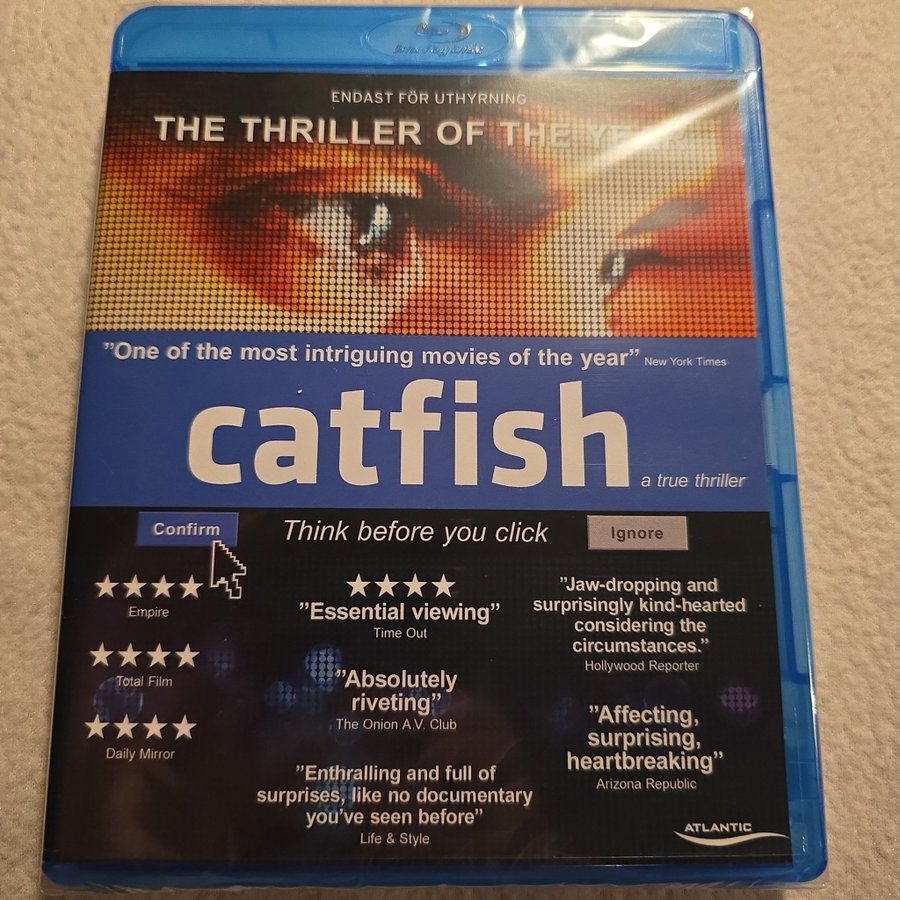 ENDAST FÖR UTHYRNING
THE THRILLER OF THE YEAR
”One of the most intriguing movies of the year” New York Times
catfish
a true thriller
Confirm
Think before you click
Ignore
★★★★
Empire
★★★★
Total Film
★★★★
Daily Mirror
★★★★
”Essential viewing”
Time Out
”Absolutely
riveting”
The Onion A.V. Club
”Enthralling and full of
surprises, like no documentary
you’ve seen before”
Life & Style
”Jaw-dropping and
surprisingly kind-hearted
considering the
circumstances.”
Hollywood Reporter
”Affecting,
surprising,
heartbreaking”
Arizona Republic
ATLANTIC